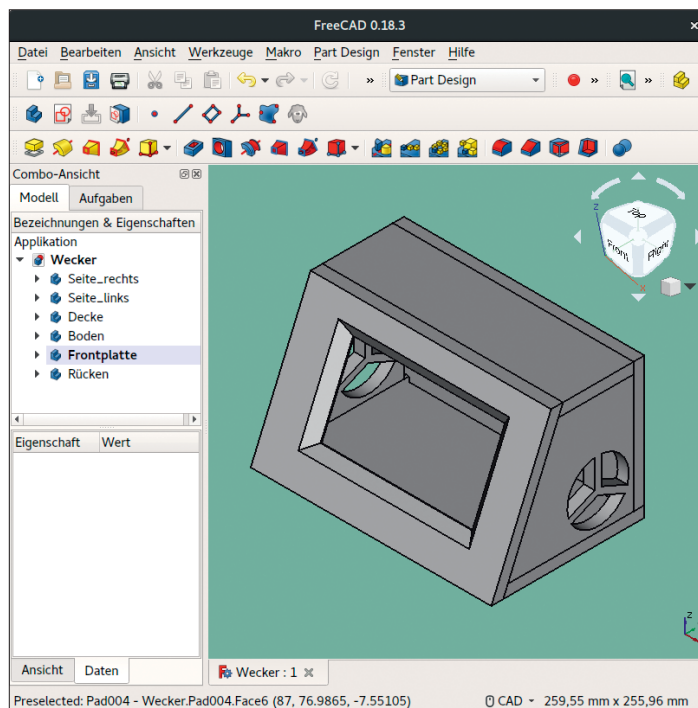 FreeCAD 0.18.3
Datei Bearbeiten Ansicht Werkzeuge Makro Part Design Fenster Hilfe
» Part Design » »
Combo-Ansicht
Modell Aufgaben
Bezeichnungen & Eigenschaften
Applikation
Wecker
Seite_rechts
Seite_links
Decke
Boden
Frontplatte
Rücken
Eigenschaft Wert
Top
Front Right
z
x
z
Ansicht Daten
Wecker : 1
Preselected: Pad004 - Wecker.Pad004.Face6 (87, 76.9865, -7.55105) CAD 259,55 mm x 255,96 mm